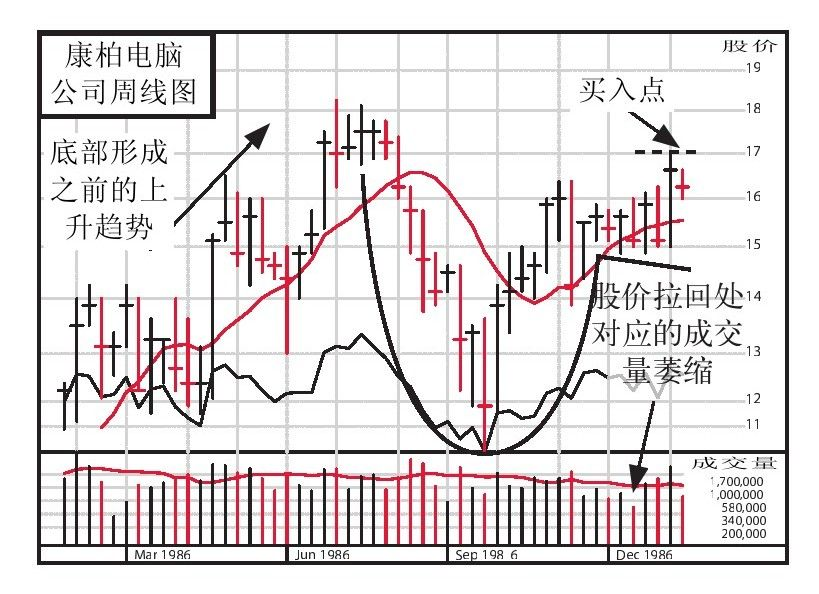 康柏电脑
公司周线图
股价
19
买入点
18
底部形成
之前的上
升趋势
17
16
15
14
股价拉回处
对应的成交
量萎缩
13
12
11
成交量
1,700,000
1,000,000
580,000
340,000
200,000
Mar 1986
Jun 1986
Sep 198 6
Dec 1986